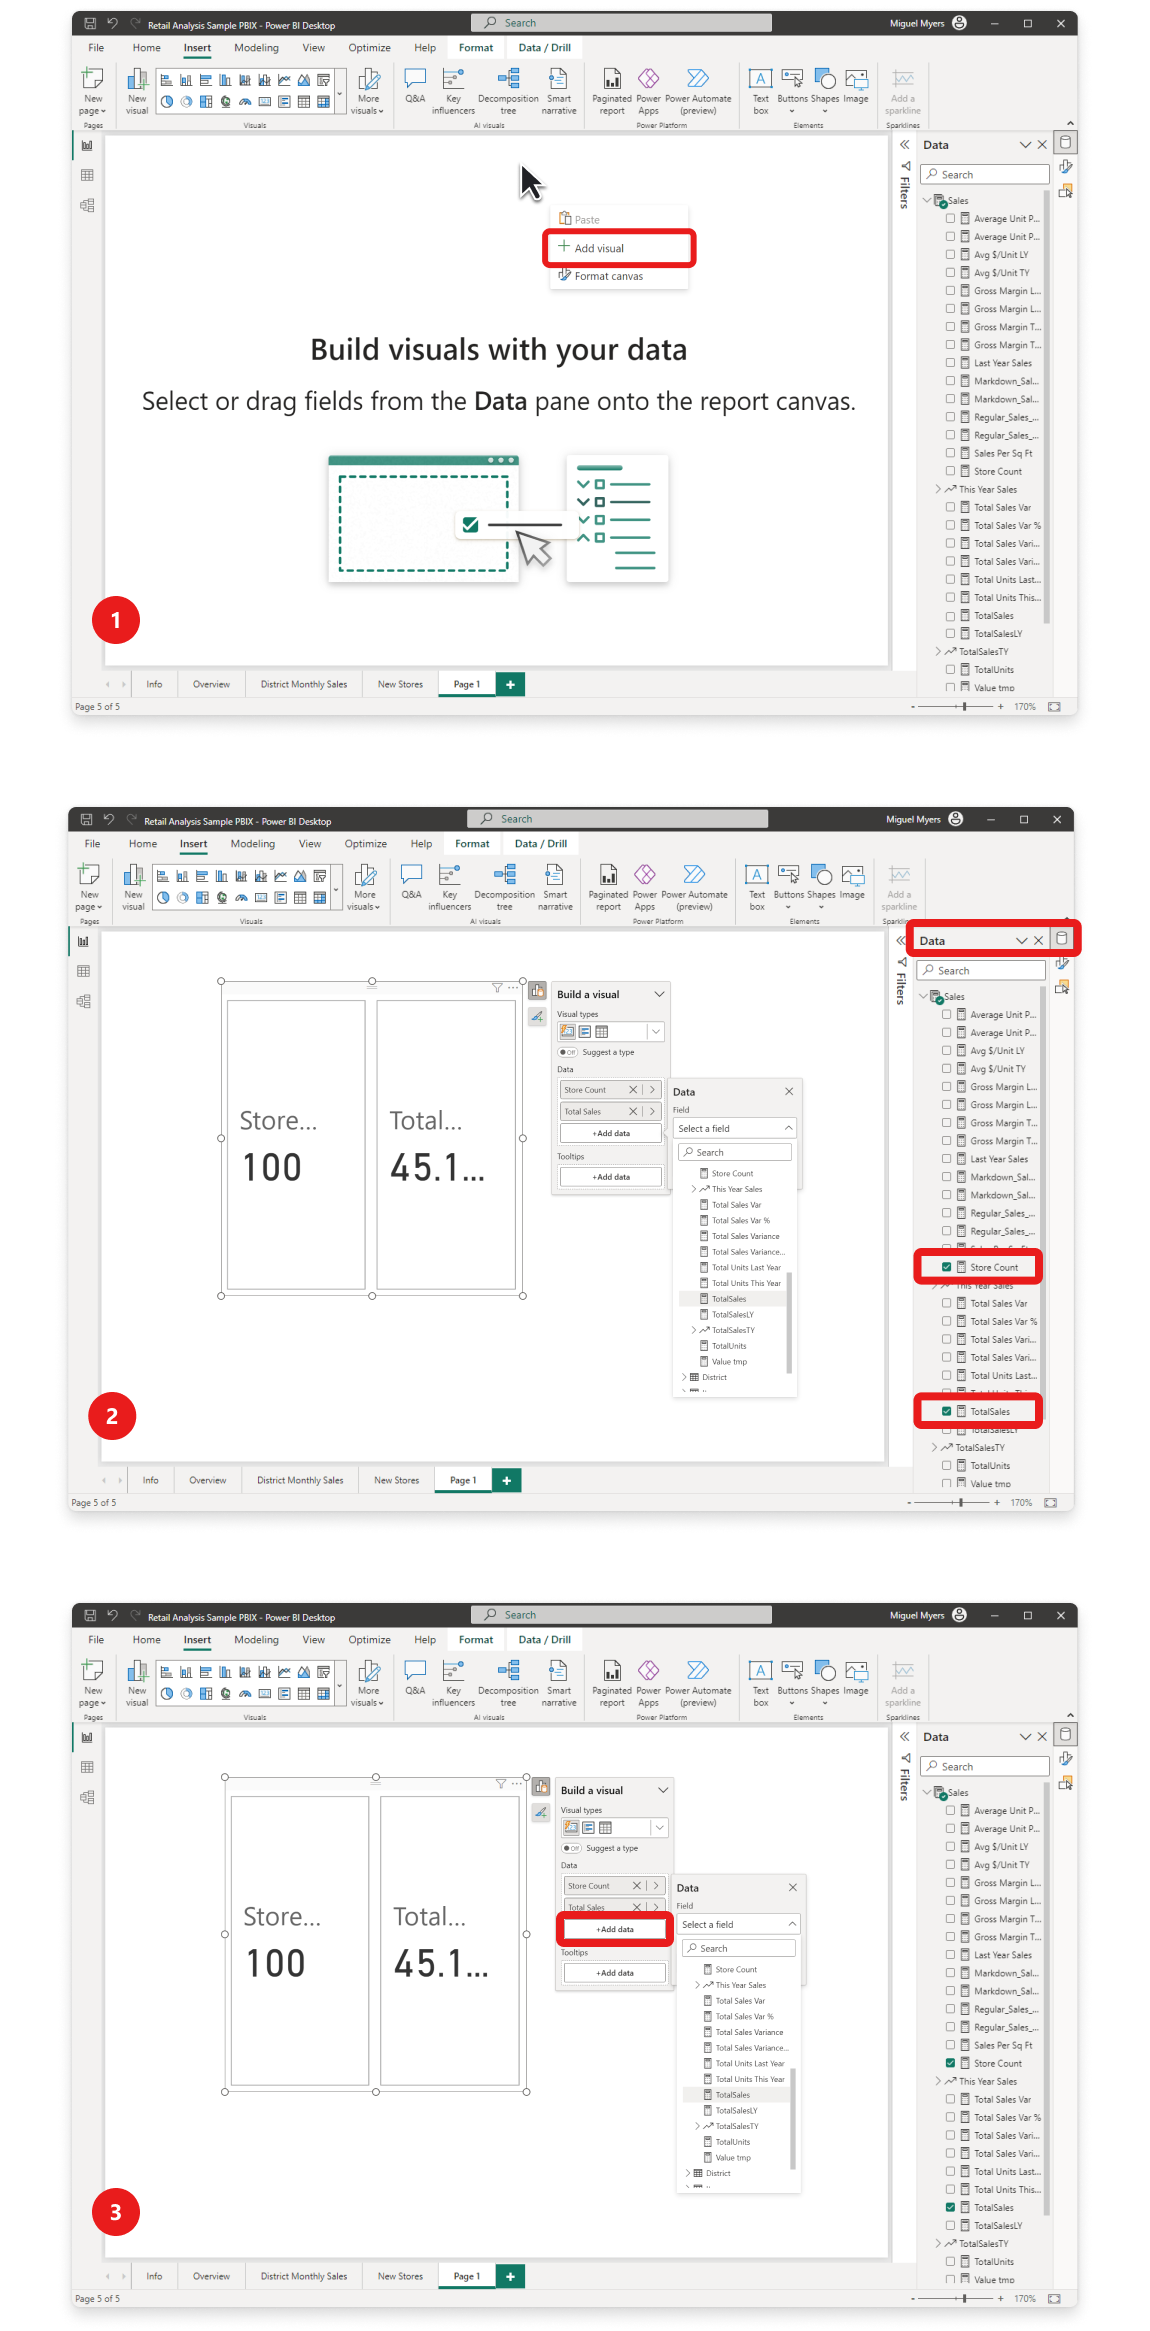 Retail Analysis Sample PBIX - Power BI Desktop
Search
Miguel Myers
File Home Insert Modeling View Optimize Help Format Data / Drill
New page
New visual
More visuals
Q&A
Key influencers
Decomposition tree
Smart narrative
Paginated report
Power Apps
Power Automate (preview)
Text box
Buttons
Shapes
Image
Add a sparkline
Pages Visuals AI visuals Power Platform Elements Sparklines
Paste
Add visual
Format canvas
Build visuals with your data
Select or drag fields from the Data pane onto the report canvas.
1
Filters
Data
Search
Sales
Average Unit P...
Average Unit P...
Avg $/Unit LY
Avg $/Unit TY
Gross Margin L...
Gross Margin L...
Gross Margin T...
Gross Margin T...
Last Year Sales
Markdown_Sal...
Markdown_Sal...
Regular_Sales_...
Regular_Sales_...
Sales Per Sq Ft
Store Count
This Year Sales
Total Sales Var
Total Sales Var %
Total Sales Vari...
Total Sales Vari...
Total Units Last...
Total Units This...
TotalSales
TotalSalesLY
TotalSalesTY
TotalUnits
Value tmp
Info Overview District Monthly Sales New Stores Page 1 +
Page 5 of 5
- + 170%
Retail Analysis Sample PBIX - Power BI Desktop
Search
Miguel Myers
File Home Insert Modeling View Optimize Help Format Data / Drill
New page
New visual
More visuals
Q&A
Key influencers
Decomposition tree
Smart narrative
Paginated report
Power Apps
Power Automate (preview)
Text box
Buttons
Shapes
Image
Add a sparkline
Pages Visuals AI visuals Power Platform Elements
Store...
100
Total...
45.1...
Build a visual
Visual types
Off Suggest a type
Data
Store Count
Total Sales
+Add data
Tooltips
+Add data
Data
Field
Select a field
Search
Store Count
This Year Sales
Total Sales Var
Total Sales Var %
Total Sales Variance
Total Sales Variance...
Total Units Last Year
Total Units This Year
TotalSales
TotalSalesLY
TotalSalesTY
TotalUnits
Value tmp
District
2
Filters
Data
Search
Sales
Average Unit P...
Average Unit P...
Avg $/Unit LY
Avg $/Unit TY
Gross Margin L...
Gross Margin L...
Gross Margin T...
Gross Margin T...
Last Year Sales
Markdown_Sal...
Markdown_Sal...
Regular_Sales_...
Regular_Sales_...
Store Count
This Year Sales
Total Sales Var
Total Sales Var %
Total Sales Vari...
Total Sales Vari...
Total Units Last...
TotalSales
TotalSalesLY
TotalSalesTY
TotalUnits
Value tmp
Info Overview District Monthly Sales New Stores Page 1 +
Page 5 of 5
- + 170%
Retail Analysis Sample PBIX - Power BI Desktop
Search
Miguel Myers
File Home Insert Modeling View Optimize Help Format Data / Drill
New page
New visual
More visuals
Q&A
Key influencers
Decomposition tree
Smart narrative
Paginated report
Power Apps
Power Automate (preview)
Text box
Buttons
Shapes
Image
Add a sparkline
Pages Visuals AI visuals Power Platform Elements Sparklines
Store...
100
Total...
45.1...
Build a visual
Visual types
Off Suggest a type
Data
Store Count
Total Sales
+Add data
Tooltips
+Add data
Data
Field
Select a field
Search
Store Count
This Year Sales
Total Sales Var
Total Sales Var %
Total Sales Variance
Total Sales Variance...
Total Units Last Year
Total Units This Year
TotalSales
TotalSalesLY
TotalSalesTY
TotalUnits
Value tmp
District
3
Filters
Data
Search
Sales
Average Unit P...
Average Unit P...
Avg $/Unit LY
Avg $/Unit TY
Gross Margin L...
Gross Margin L...
Gross Margin T...
Gross Margin T...
Last Year Sales
Markdown_Sal...
Markdown_Sal...
Regular_Sales_...
Regular_Sales_...
Sales Per Sq Ft
Store Count
This Year Sales
Total Sales Var
Total Sales Var %
Total Sales Vari...
Total Sales Vari...
Total Units Last...
Total Units This...
TotalSales
TotalSalesLY
TotalSalesTY
TotalUnits
Value tmp
Info Overview District Monthly Sales New Stores Page 1 +
Page 5 of 5
- + 170%